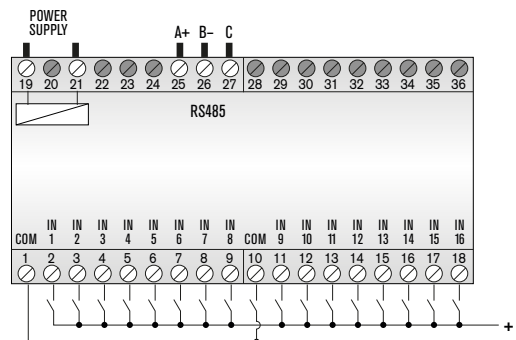 POWER
SUPPLY
A+ B– C
19 20 21 22 23 24 25 26 27 28 29 30 31 32 33 34 35 36
RS485
IN IN IN IN IN IN IN IN IN IN IN IN IN IN IN IN
COM 1 2 3 4 5 6 7 8 COM 9 10 11 12 13 14 15 16
1 2 3 4 5 6 7 8 9 10 11 12 13 14 15 16 17 18
+